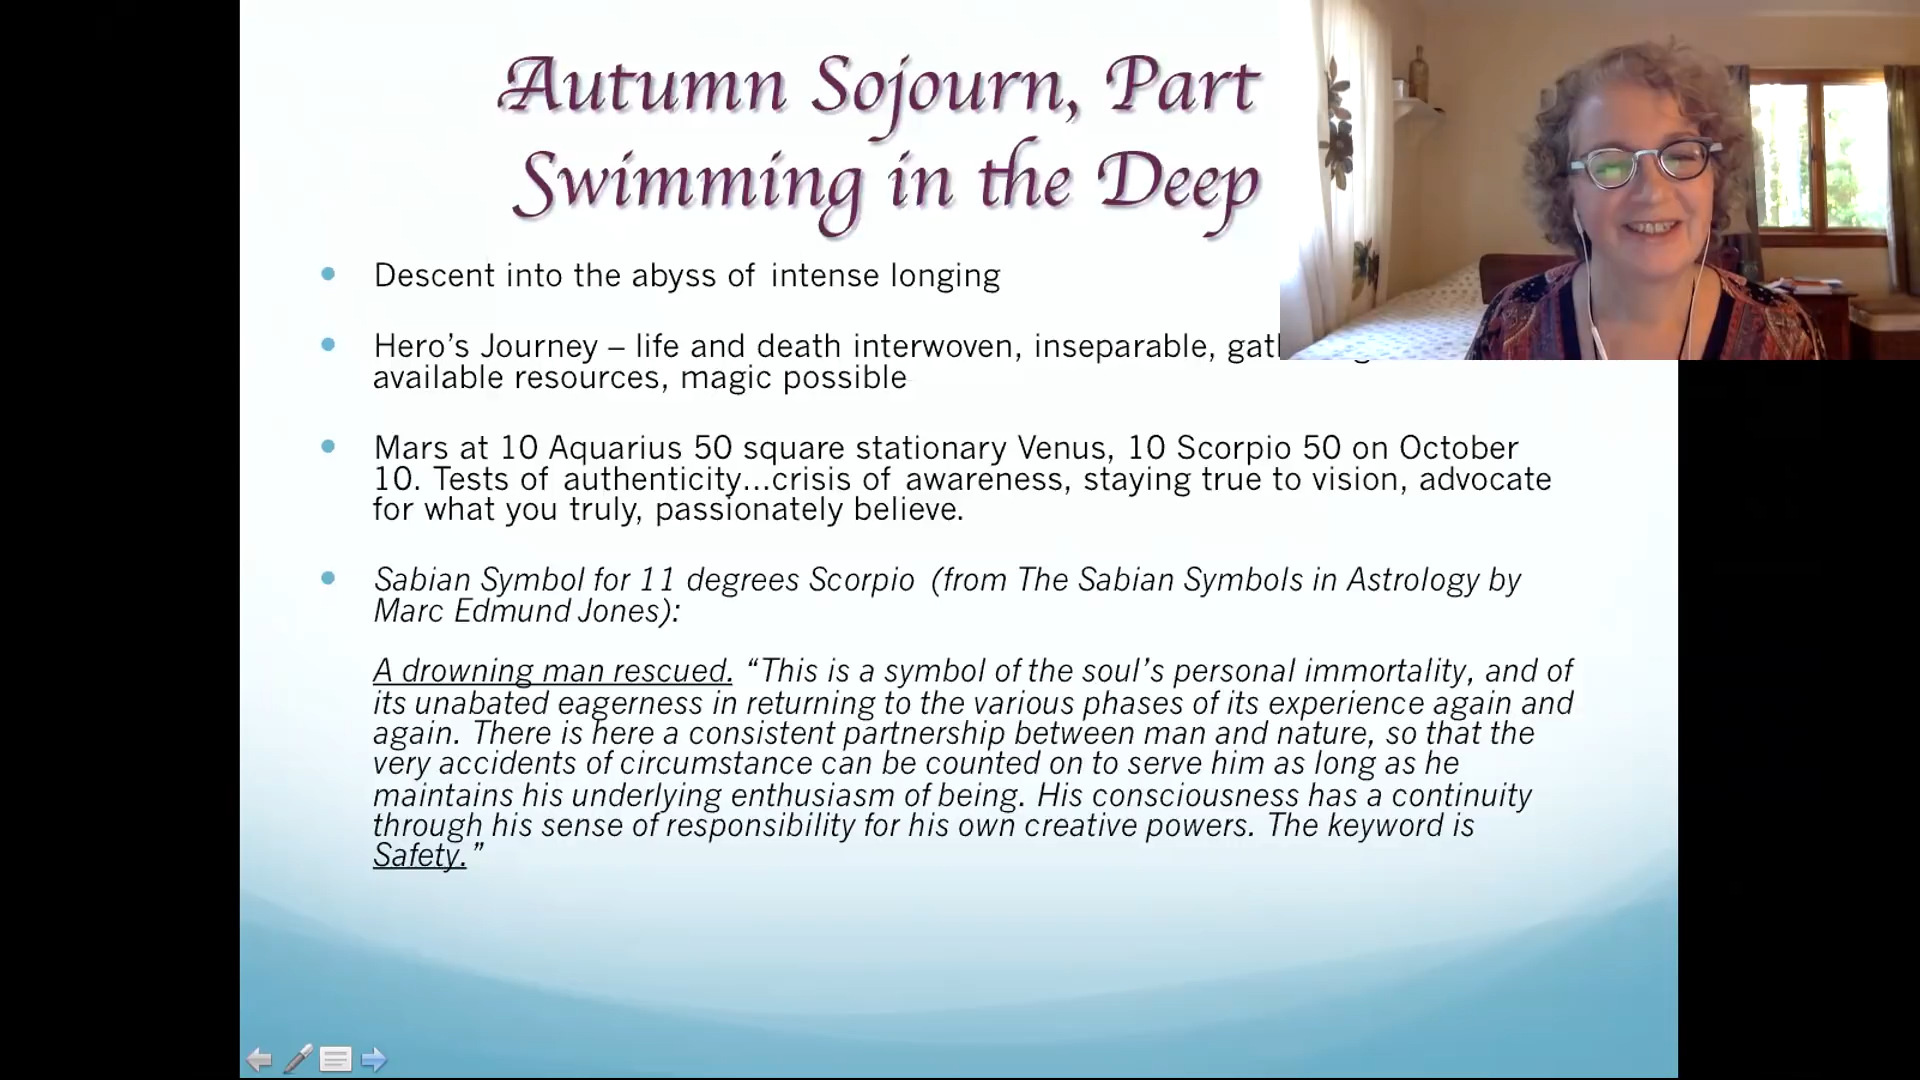 Autumn Sojourn, Part
Swimming in the Deep
Descent into the abyss of intense longing
Hero's Journey – life and death interwoven, inseparable,
available resources, magic possible
Mars at 10 Aquarius 50 square stationary Venus, 10 Scorpio 50 on October
10. Tests of authenticity...crisis of awareness, staying true to vision, advocate
for what you truly, passionately believe.
Sabian Symbol for 11 degrees Scorpio (from The Sabian Symbols in Astrology by
Marc Edmund Jones):
A drowning man rescued. “This is a symbol of the soul's personal immortality, and of
its unabated eagerness in returning to the various phases of its experience again and
again. There is here a consistent partnership between man and nature, so that the
very accidents of circumstance can be counted on to serve him as long as he
maintains his underlying enthusiasm of being. His consciousness has a continuity
through his sense of responsibility for his own creative powers. The keyword is
Safety.”